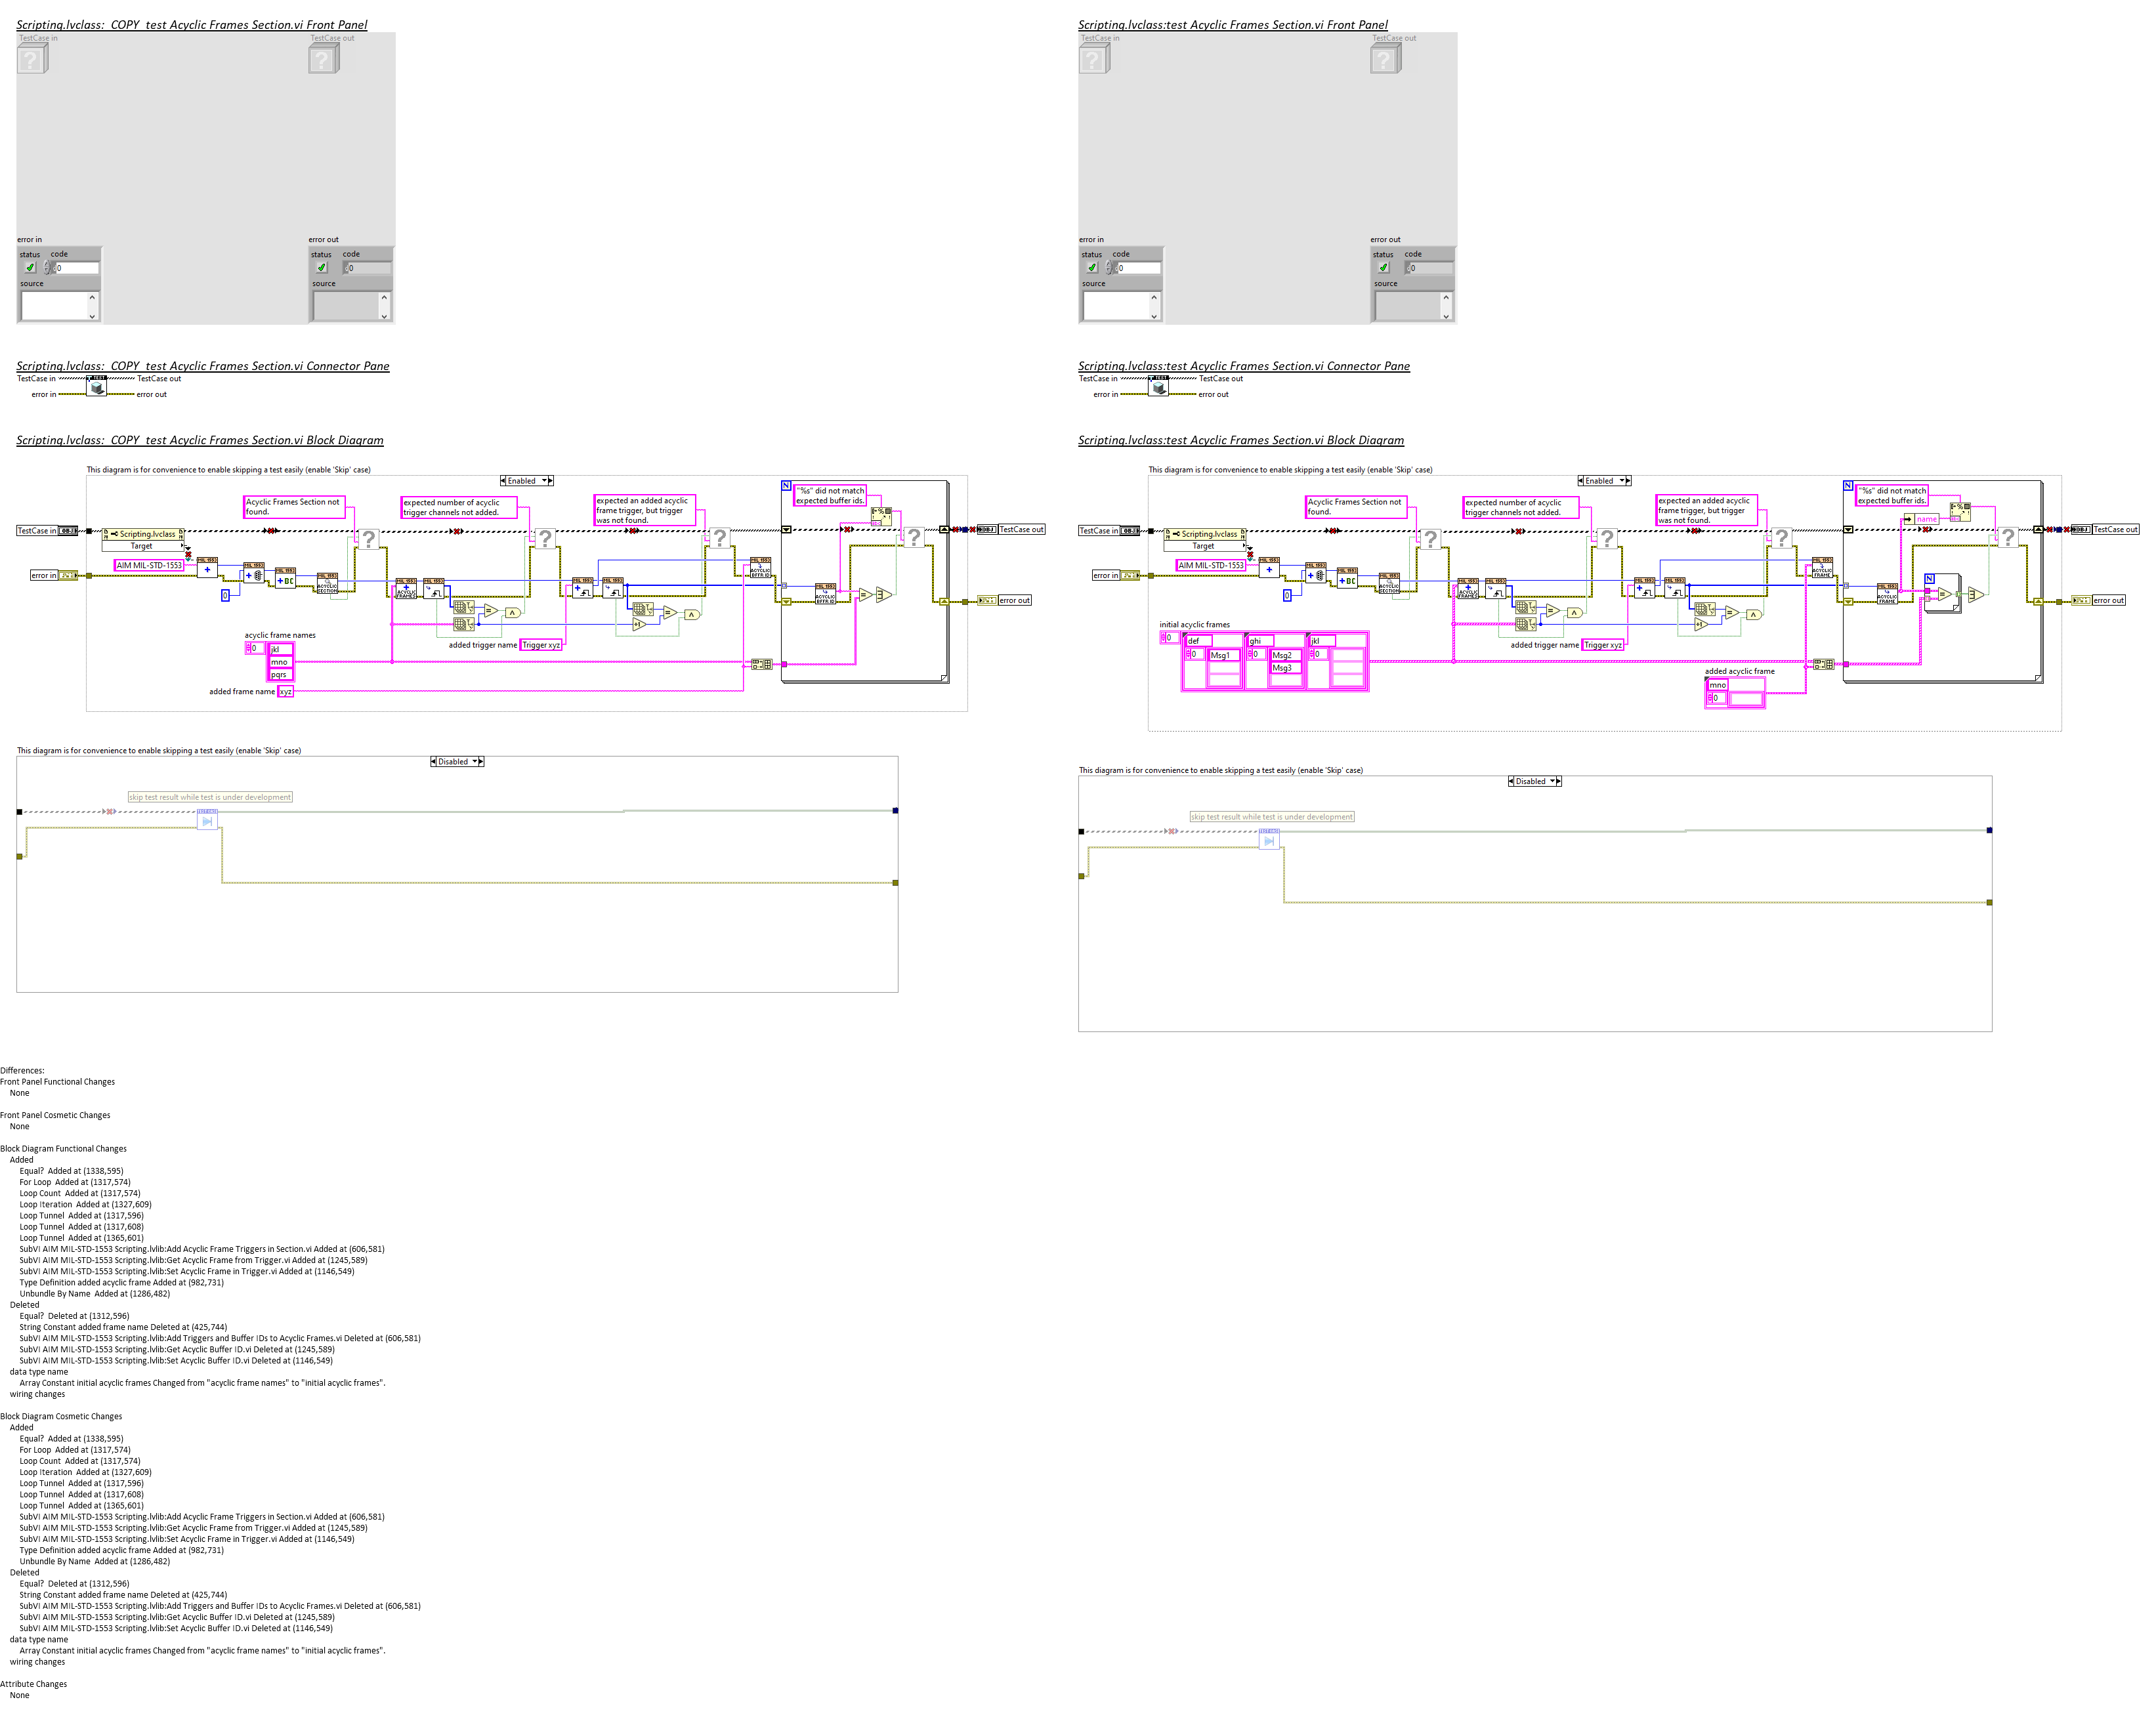 Scripting.lvclass:_COPY_test Acyclic Frames Section.vi Front Panel
TestCase in
TestCase out
error in
status
code
0
source
error out
status
code
0
source
Scripting.lvclass:_COPY_test Acyclic Frames Section.vi Connector Pane
TestCase in
TestCase out
error in
error out
Scripting.lvclass:_COPY_test Acyclic Frames Section.vi Block Diagram
This diagram is for convenience to enable skipping a test easily (enable 'Skip' case)
Enabled
Acyclic Frames Section not
found.
expected number of acyclic
trigger channels not added.
expected an added acyclic
frame trigger, but trigger
was not found.
N
"%s" did not match
expected buffer ids.
TestCase in
TestCase out
Scripting.lvclass
Target
AIM MIL-STD-1553
error in
error out
0
acyclic frame names
0
jkl
mno
pqrs
added trigger name
Trigger xyz
added frame name
xyz
This diagram is for convenience to enable skipping a test easily (enable 'Skip' case)
Disabled
skip test result while test is under development
Scripting.lvclass:test Acyclic Frames Section.vi Front Panel
TestCase in
TestCase out
error in
status
code
0
source
error out
status
code
0
source
Scripting.lvclass:test Acyclic Frames Section.vi Connector Pane
TestCase in
TestCase out
error in
error out
Scripting.lvclass:test Acyclic Frames Section.vi Block Diagram
This diagram is for convenience to enable skipping a test easily (enable 'Skip' case)
Enabled
Acyclic Frames Section not
found.
expected number of acyclic
trigger channels not added.
expected an added acyclic
frame trigger, but trigger
was not found.
N
"%s" did not match
expected buffer ids.
name
TestCase in
TestCase out
Scripting.lvclass
Target
AIM MIL-STD-1553
error in
error out
0
N
initial acyclic frames
0
def
0
Msg1
ghi
0
Msg2
Msg3
jkl
0
added trigger name
Trigger xyz
added acyclic frame
mno
0
This diagram is for convenience to enable skipping a test easily (enable 'Skip' case)
Disabled
skip test result while test is under development
Differences:
Front Panel Functional Changes
None
Front Panel Cosmetic Changes
None
Block Diagram Functional Changes
Added
Equal?  Added at (1338,595)
For Loop  Added at (1317,574)
Loop Count  Added at (1317,574)
Loop Iteration  Added at (1327,609)
Loop Tunnel  Added at (1317,596)
Loop Tunnel  Added at (1317,608)
Loop Tunnel  Added at (1365,601)
SubVI AIM MIL-STD-1553 Scripting.lvlib:Add Acyclic Frame Triggers in Section.vi Added at (606,581)
SubVI AIM MIL-STD-1553 Scripting.lvlib:Get Acyclic Frame from Trigger.vi Added at (1245,589)
SubVI AIM MIL-STD-1553 Scripting.lvlib:Set Acyclic Frame in Trigger.vi Added at (1146,549)
Type Definition added acyclic frame Added at (982,731)
Unbundle By Name  Added at (1286,482)
Deleted
Equal?  Deleted at (1312,596)
String Constant added frame name Deleted at (425,744)
SubVI AIM MIL-STD-1553 Scripting.lvlib:Add Triggers and Buffer IDs to Acyclic Frames.vi Deleted at (606,581)
SubVI AIM MIL-STD-1553 Scripting.lvlib:Get Acyclic Buffer ID.vi Deleted at (1245,589)
SubVI AIM MIL-STD-1553 Scripting.lvlib:Set Acyclic Buffer ID.vi Deleted at (1146,549)
data type name
Array Constant initial acyclic frames Changed from "acyclic frame names" to "initial acyclic frames".
wiring changes
Block Diagram Cosmetic Changes
Added
Equal?  Added at (1338,595)
For Loop  Added at (1317,574)
Loop Count  Added at (1317,574)
Loop Iteration  Added at (1327,609)
Loop Tunnel  Added at (1317,596)
Loop Tunnel  Added at (1317,608)
Loop Tunnel  Added at (1365,601)
SubVI AIM MIL-STD-1553 Scripting.lvlib:Add Acyclic Frame Triggers in Section.vi Added at (606,581)
SubVI AIM MIL-STD-1553 Scripting.lvlib:Get Acyclic Frame from Trigger.vi Added at (1245,589)
SubVI AIM MIL-STD-1553 Scripting.lvlib:Set Acyclic Frame in Trigger.vi Added at (1146,549)
Type Definition added acyclic frame Added at (982,731)
Unbundle By Name  Added at (1286,482)
Deleted
Equal?  Deleted at (1312,596)
String Constant added frame name Deleted at (425,744)
SubVI AIM MIL-STD-1553 Scripting.lvlib:Add Triggers and Buffer IDs to Acyclic Frames.vi Deleted at (606,581)
SubVI AIM MIL-STD-1553 Scripting.lvlib:Get Acyclic Buffer ID.vi Deleted at (1245,589)
SubVI AIM MIL-STD-1553 Scripting.lvlib:Set Acyclic Buffer ID.vi Deleted at (1146,549)
data type name
Array Constant initial acyclic frames Changed from "acyclic frame names" to "initial acyclic frames".
wiring changes
Attribute Changes
None